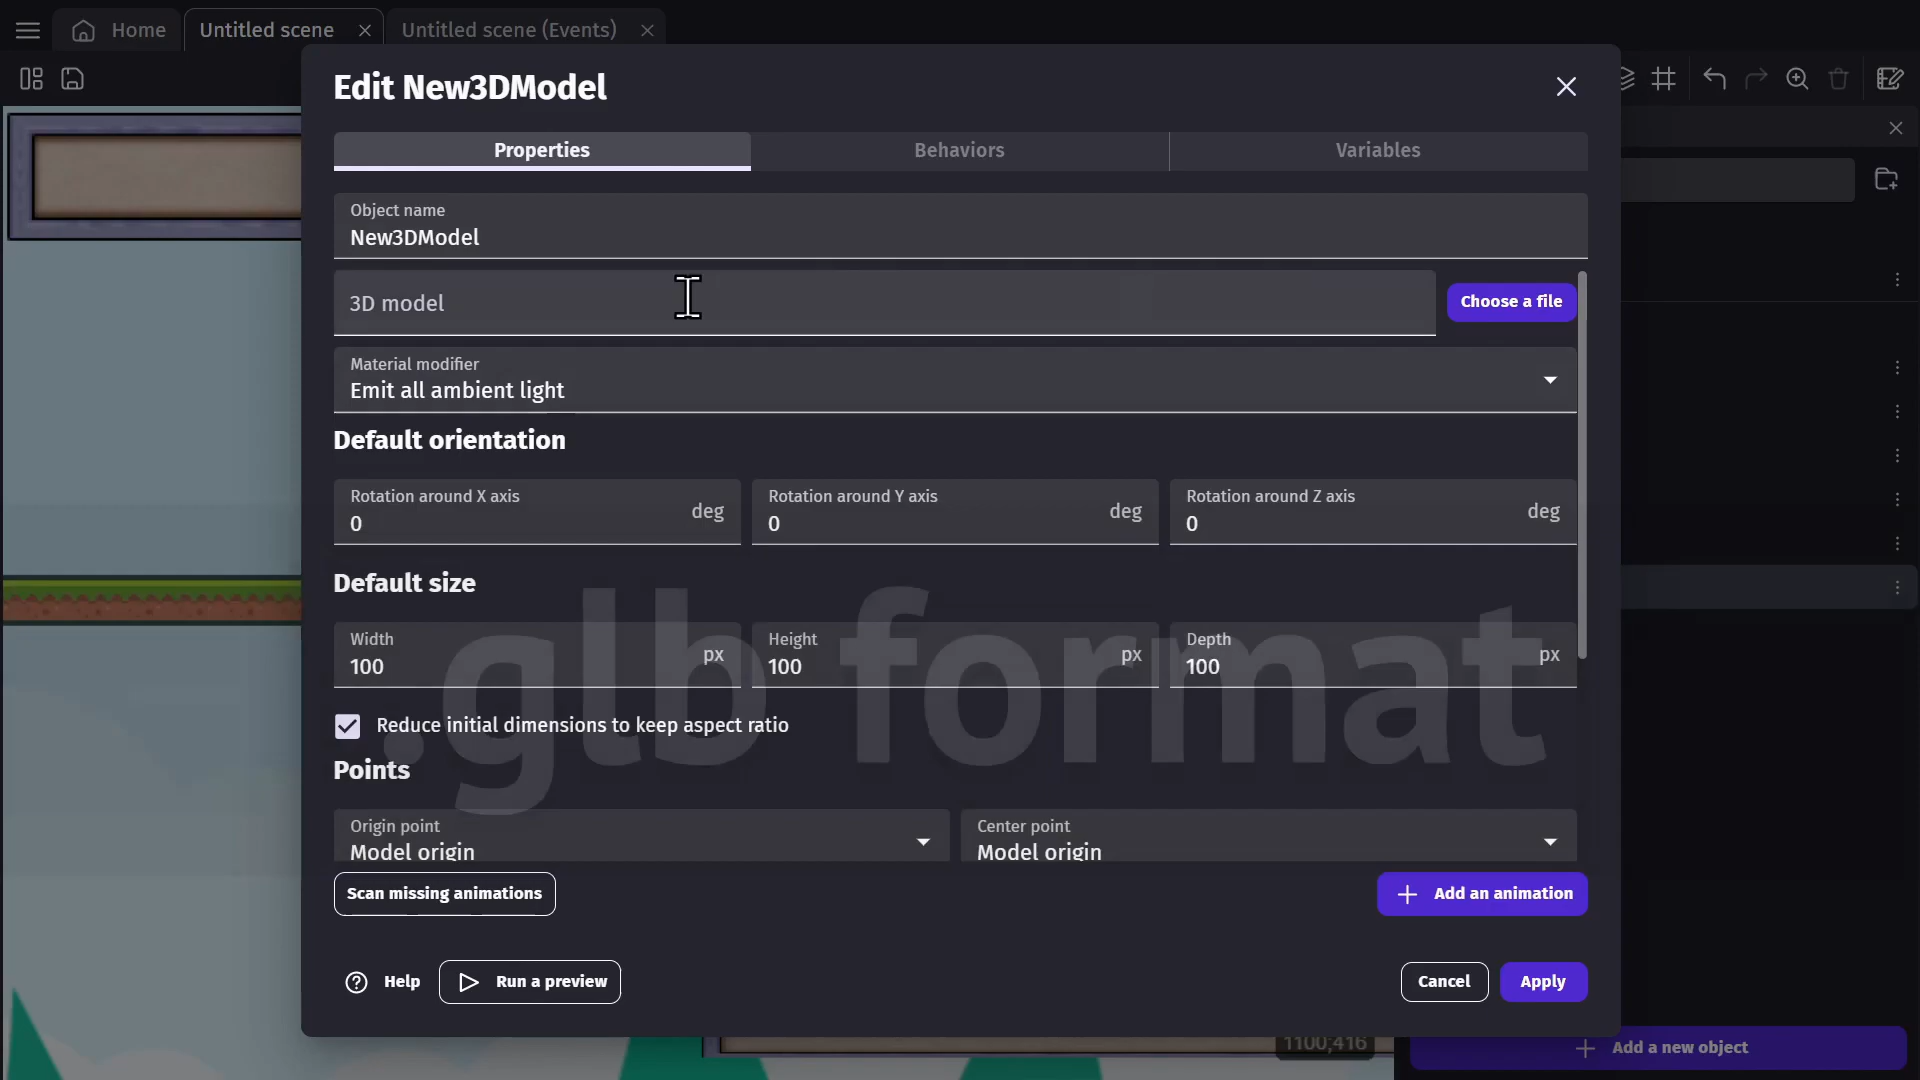 Home
Untitled scene
Untitled scene (Events)
Edit New3DModel
Properties
Behaviors
Variables
Object name
New3DModel
3D model
Choose a file
Material modifier
Emit all ambient light
Default orientation
Rotation around X axis
0
deg
Rotation around Y axis
0
deg
Rotation around Z axis
0
deg
Default size
Width
100
px
Height
100
px
Depth
100
px
.glb format
Reduce initial dimensions to keep aspect ratio
Points
Origin point
Model origin
Center point
Model origin
Scan missing animations
Add an animation
Help
Run a preview
Cancel
Apply
1100;416
Add a new object